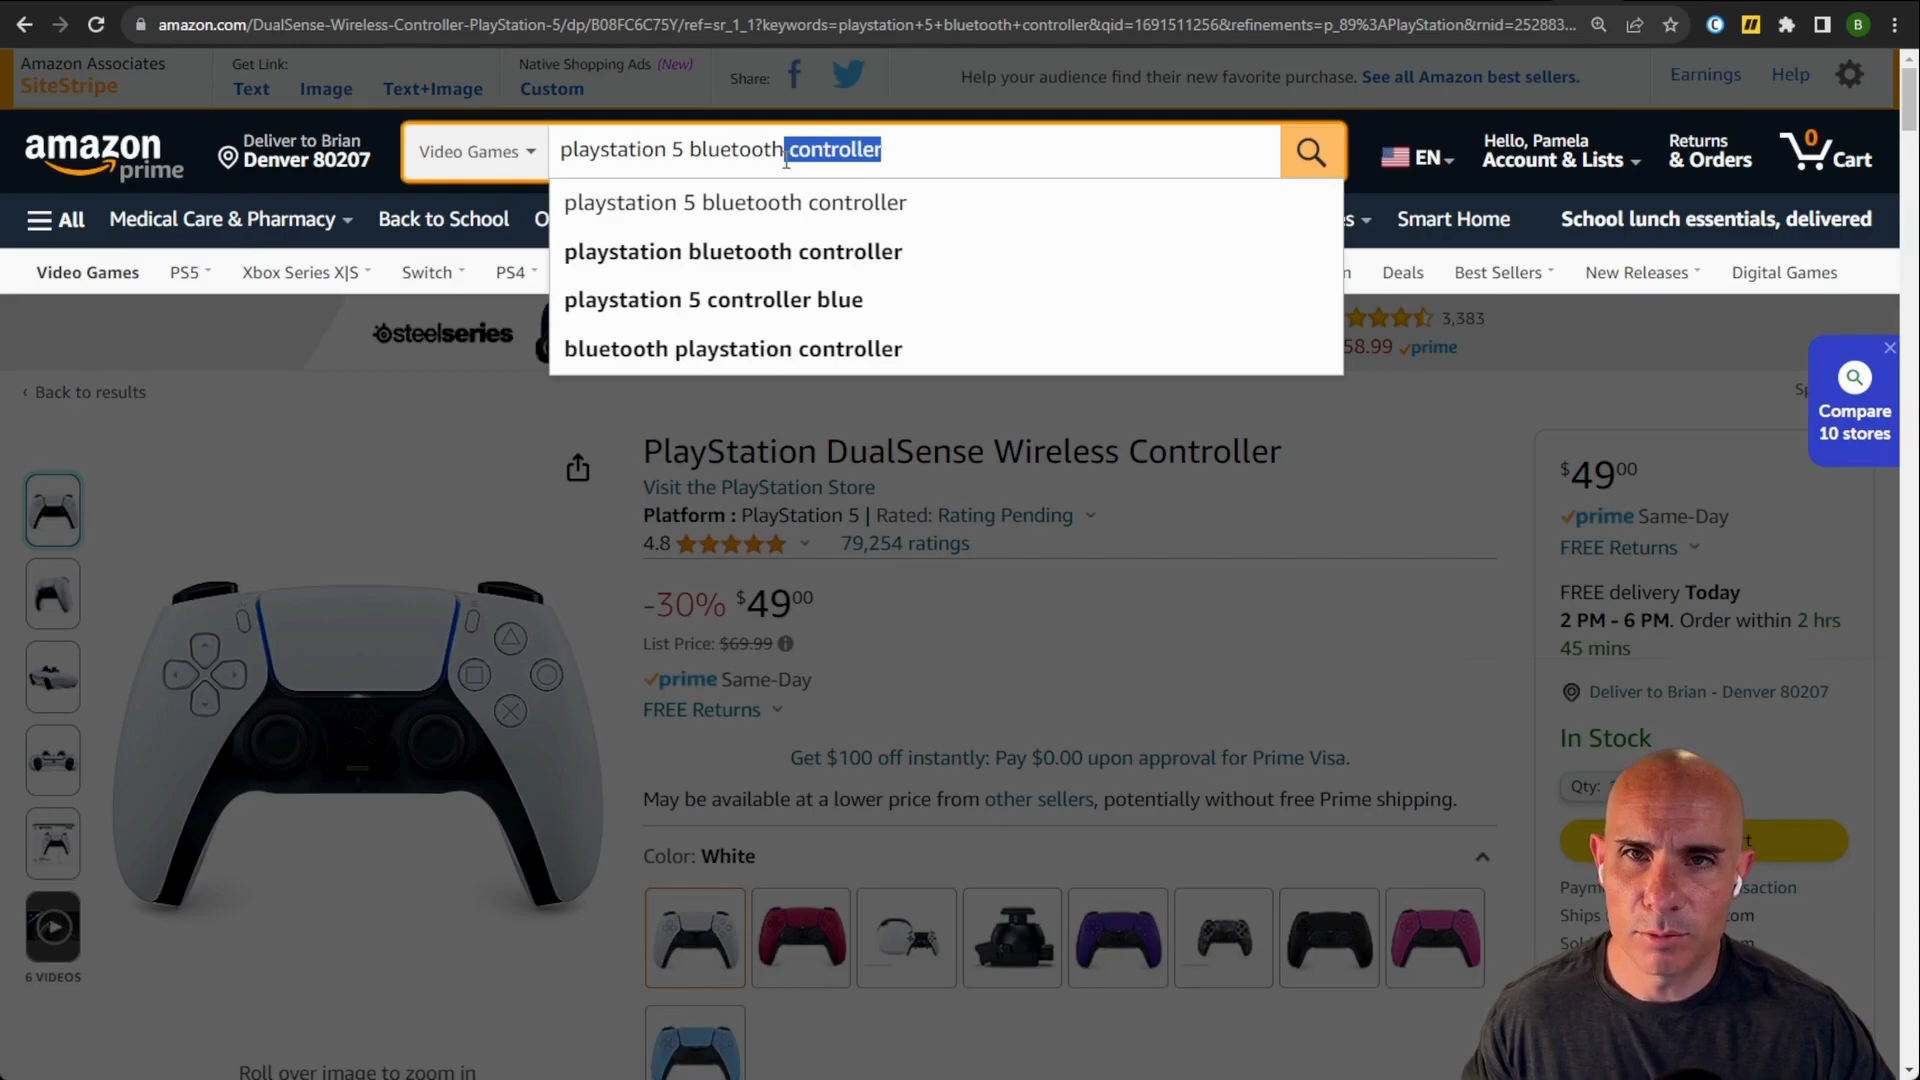 amazon.com/DualSense-Wireless-Controller-PlayStation-5/dp/B08FC6C75Y/ref=sr_1_1?keywords=playstation+5+bluetooth+controller&qid=1691511256&refinements=p_89%3APlayStation&rnid=252883...
B
Amazon Associates
SiteStripe
Get Link:
Text Image Text+Image
Native Shopping Ads (New)
Custom
Share:
Help your audience find their new favorite purchase. See all Amazon best sellers.
Earnings Help
amazon
prime
Deliver to Brian
Denver 80207
Video Games
playstation 5 bluetooth controller
EN
Hello, Pamela
Account & Lists
Returns
& Orders
0
Cart
playstation 5 bluetooth controller
playstation bluetooth controller
playstation 5 controller blue
bluetooth playstation controller
All Medical Care & Pharmacy Back to School
Smart Home School lunch essentials, delivered
Video Games PS5 Xbox Series X|S Switch PS4
Deals Best Sellers New Releases Digital Games
steelseries
3,383
58.99 prime
Compare
10 stores
‹ Back to results
PlayStation DualSense Wireless Controller
Visit the PlayStation Store
Platform : PlayStation 5 | Rated: Rating Pending
4.8 79,254 ratings
-30% $49 00
List Price: $69.99
prime Same-Day
FREE Returns
Get $100 off instantly: Pay $0.00 upon approval for Prime Visa.
May be available at a lower price from other sellers, potentially without free Prime shipping.
Color: White
6 VIDEOS
Roll over image to zoom in
$49 00
prime Same-Day
FREE Returns
FREE delivery Today
2 PM - 6 PM. Order within 2 hrs
45 mins
Deliver to Brian - Denver 80207
In Stock
Qty: